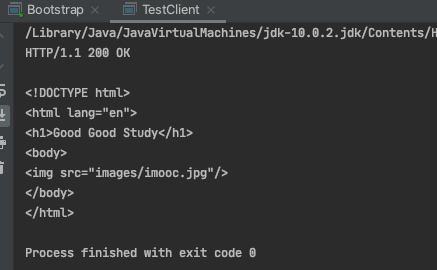 Bootstrap
TestClient
/Library/Java/JavaVirtualMachines/jdk-10.0.2.jdk/Contents/H
HTTP/1.1 200 OK
<!DOCTYPE html>
<html lang="en">
<h1>Good Good Study</h1>
<body>
<img src="images/imooc.jpg"/>
</body>
</html>
Process finished with exit code 0